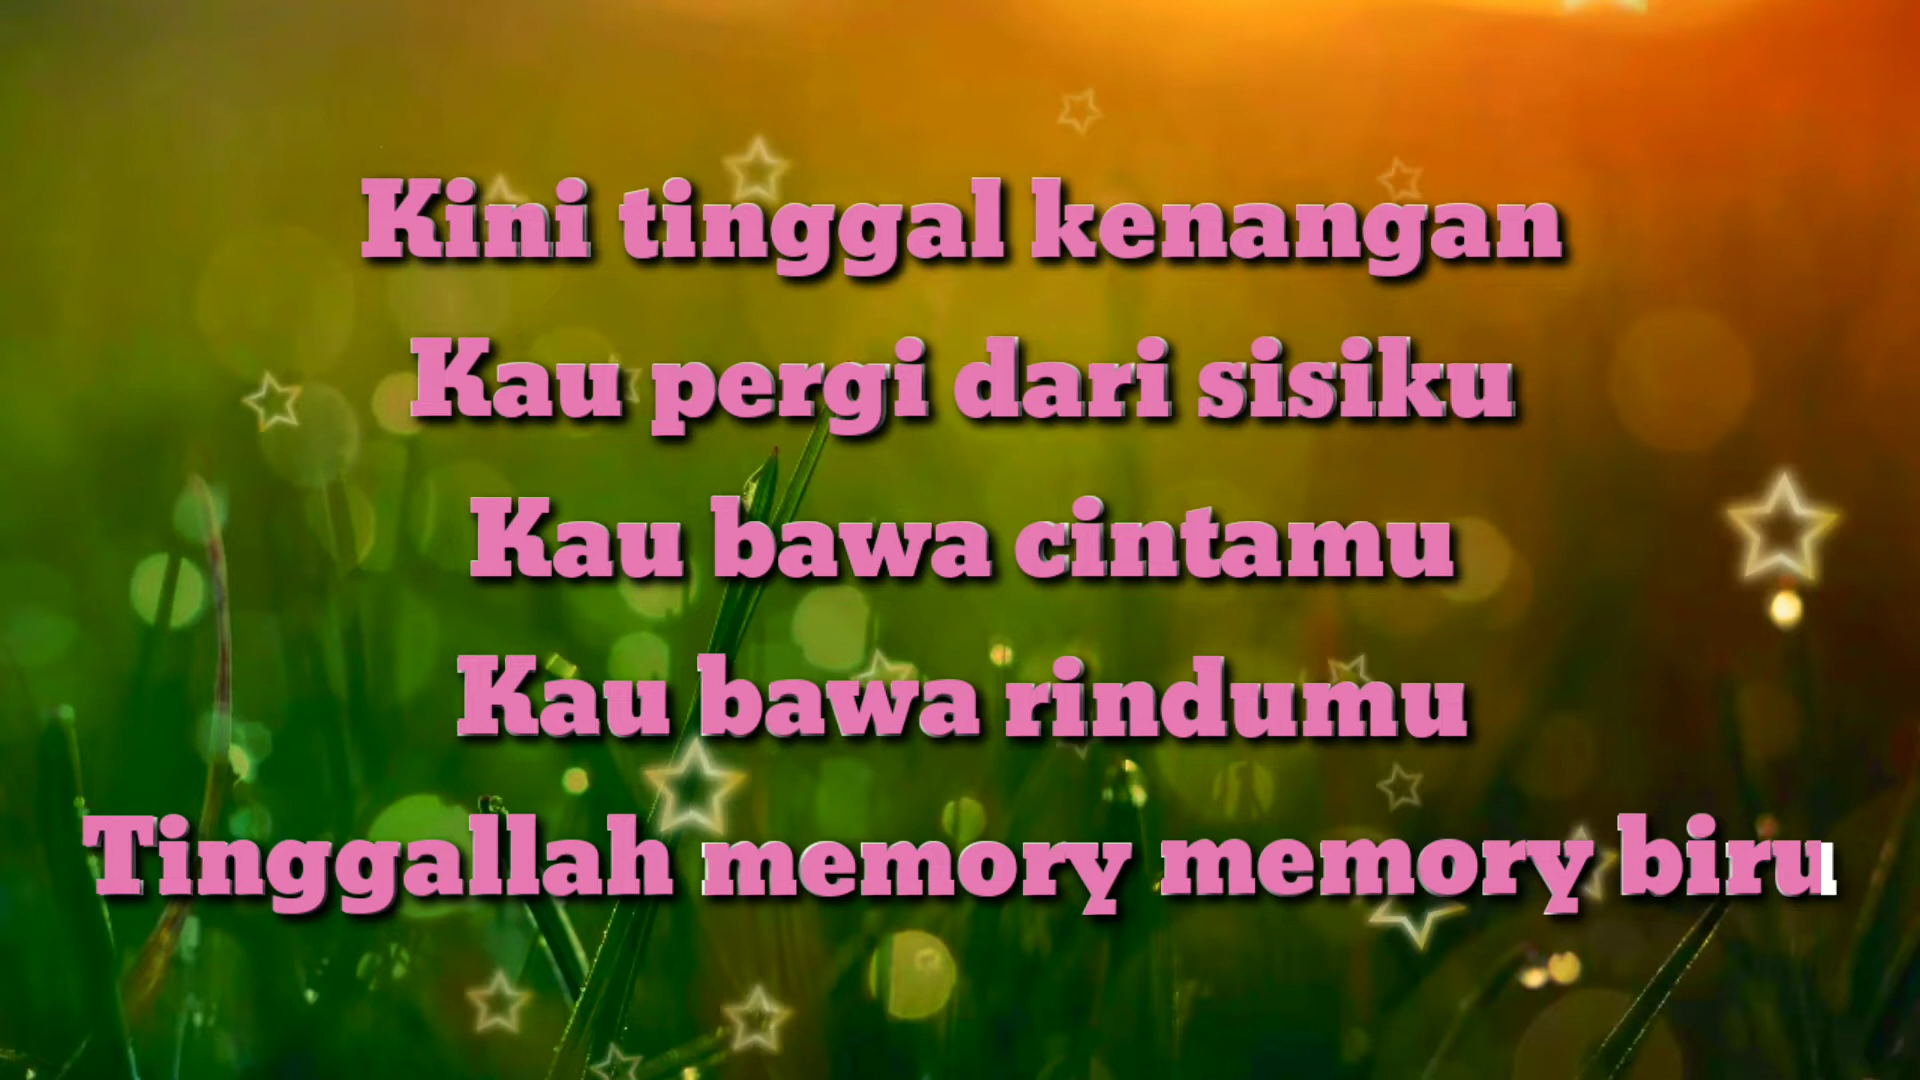 Kini tinggal kenangan
Kau pergi dari sisiku
Kau bawa cintamu
Kau bawa rindumu
Tinggallah memory memory biru